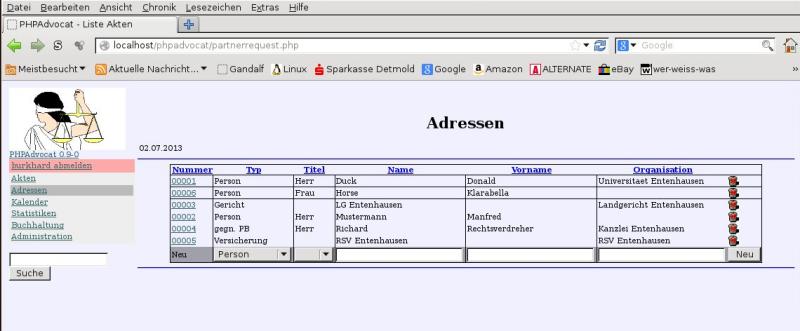 Datei Bearbeiten Ansicht Chronik Lesezeichen Extras Hilfe
PHPAdvocat - Liste Akten
localhost/phpadvocat/partnerrequest.php
Google
Meistbesucht Aktuelle Nachricht... Gandalf Linux Sparkasse Detmold Google Amazon ALTERNATE eBay wer-weiss-was »
PHPAdvocat 0.9-0
burkhard abmelden
Akten
Adressen
Kalender
Statistiken
Buchhaltung
Administration
Suche
Adressen
02.07.2013
Nummer Typ Titel Name Vorname Organisation
00001 Person Herr Duck Donald Universitaet Entenhausen
00006 Person Frau Horse Klarabella
00003 Gericht LG Entenhausen Landgericht Entenhausen
00002 Person Herr Mustermann Manfred
00004 gegn. PB Herr Richard Rechtsverdreher Kanzlei Entenhausen
00005 Versicherung RSV Entenhausen RSV Entenhausen
Neu Person Neu